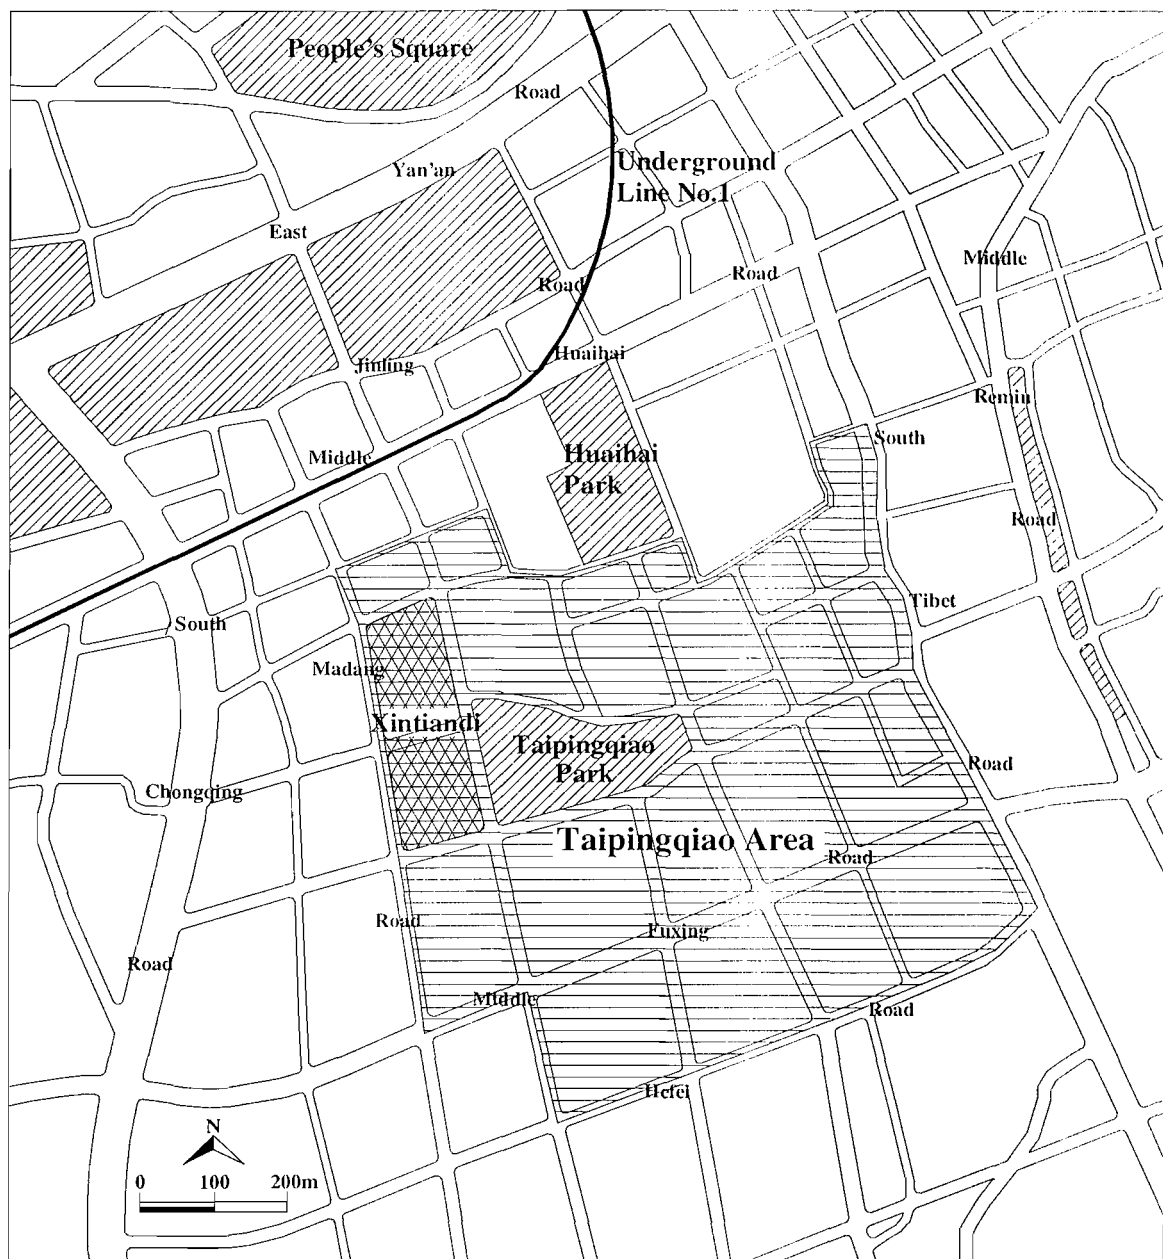 People's Square
Road
Underground
Line No.1
Yan'an
East
Middle
Road
Road
Huaihai
Jinling
Remin
South
Huaihai
Park
Middle
Road
Tibet
South
Madang
Xintiandi
Taipingqiao
Park
Road
Chongqing
Taipingqiao Area
Road
Road
Fuxing
Road
Middle
Road
Hefei
N
0 100 200m